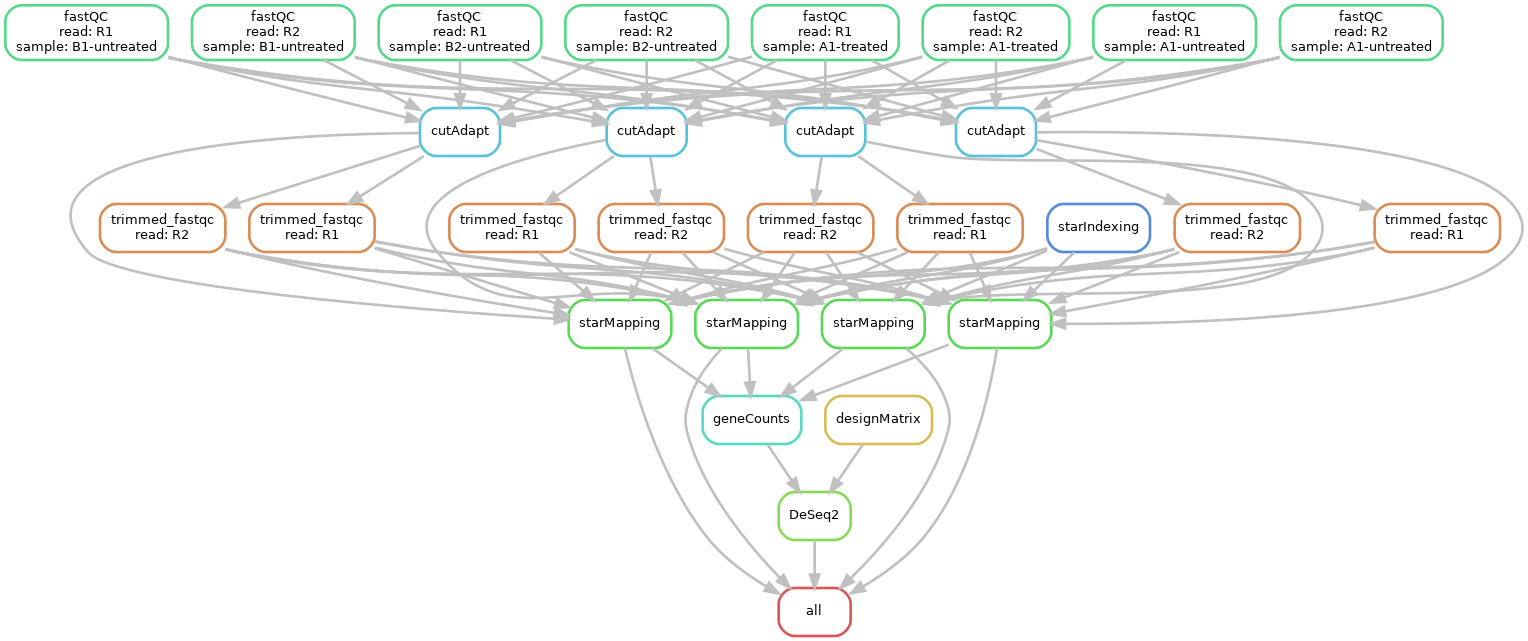 fastQC
read: R1
sample: B1-untreated
fastQC
read: R2
sample: B1-untreated
fastQC
read: R1
sample: B2-untreated
fastQC
read: R2
sample: B2-untreated
fastQC
read: R1
sample: A1-treated
fastQC
read: R2
sample: A1-treated
fastQC
read: R1
sample: A1-untreated
fastQC
read: R2
sample: A1-untreated
cutAdapt
cutAdapt
cutAdapt
cutAdapt
trimmed_fastqc
read: R2
trimmed_fastqc
read: R1
trimmed_fastqc
read: R1
trimmed_fastqc
read: R2
trimmed_fastqc
read: R2
trimmed_fastqc
read: R1
starIndexing
trimmed_fastqc
read: R2
trimmed_fastqc
read: R1
starMapping
starMapping
starMapping
starMapping
geneCounts
designMatrix
DeSeq2
all